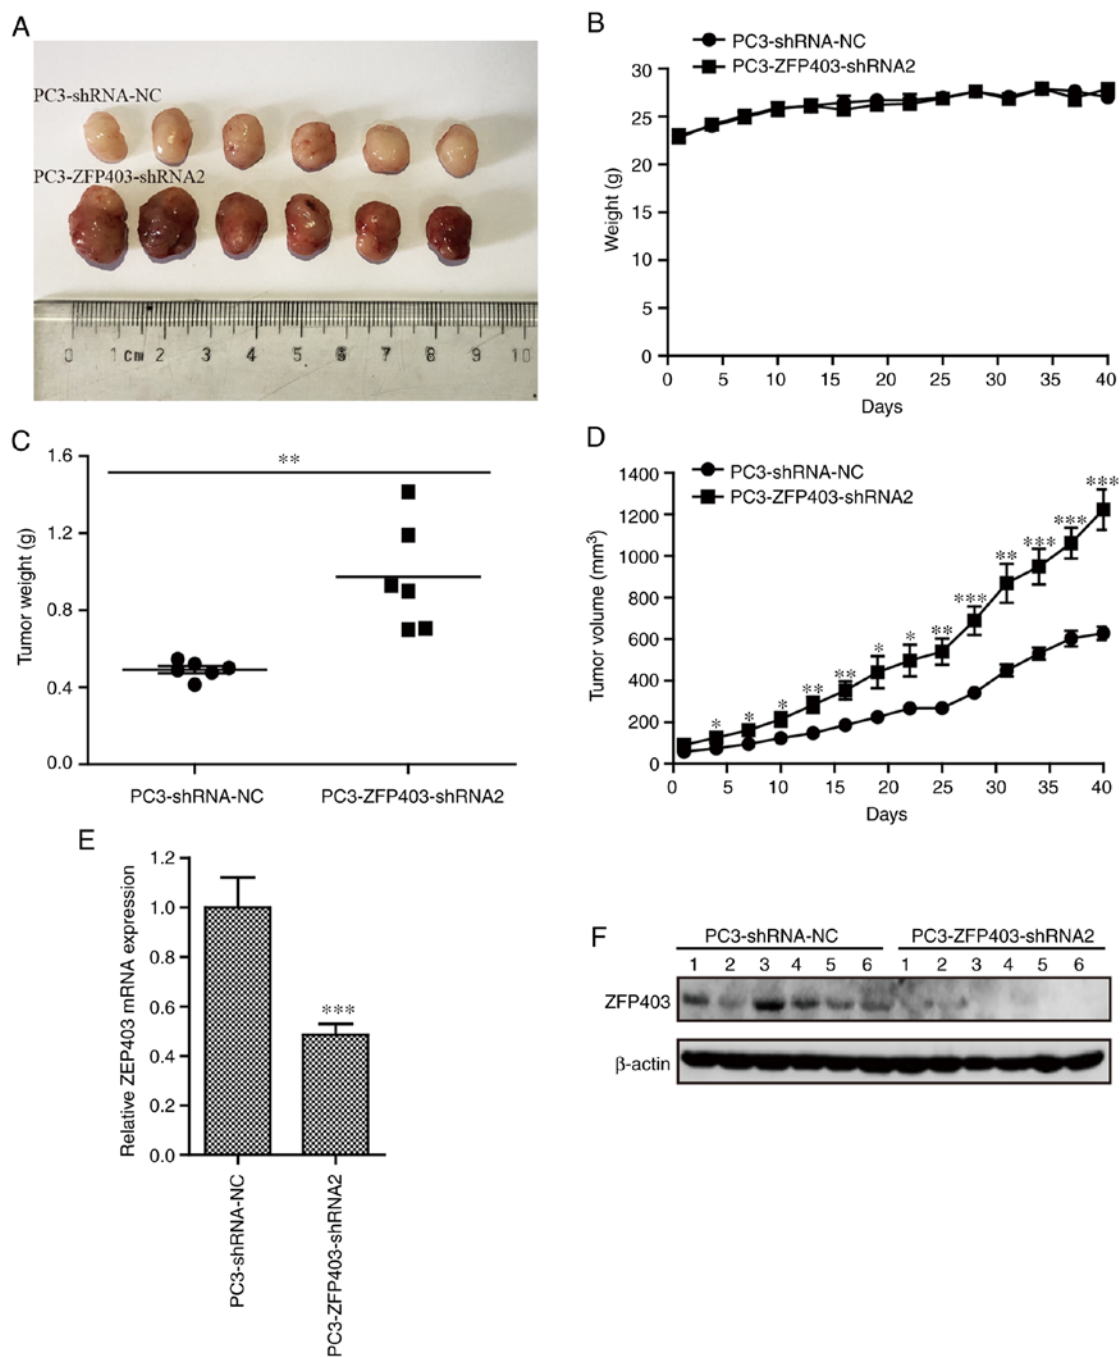 A
PC3-shRNA-NC
PC3-ZFP403-shRNA2
0 1 cm 2 3 4 5 6 7 8 9 10
B
PC3-shRNA-NC
PC3-ZFP403-shRNA2
30
25
20
15
10
5
0
Weight (g)
0 5 10 15 20 25 30 35 40
Days
C
1.6
1.2
0.8
0.4
0.0
Tumor weight (g)
**
PC3-shRNA-NC PC3-ZFP403-shRNA2
D
PC3-shRNA-NC
PC3-ZFP403-shRNA2
1400
1200
1000
800
600
400
200
0
Tumor volume (mm³)
* * * ** ** * * ** *** ** *** *** ***
0 5 10 15 20 25 30 35 40
Days
E
1.2
1.0
0.8
0.6
0.4
0.2
0.0
Relative ZEP403 mRNA expression
***
PC3-shRNA-NC
PC3-ZFP403-shRNA2
F
PC3-shRNA-NC PC3-ZFP403-shRNA2
1 2 3 4 5 6 1 2 3 4 5 6
ZFP403
β-actin